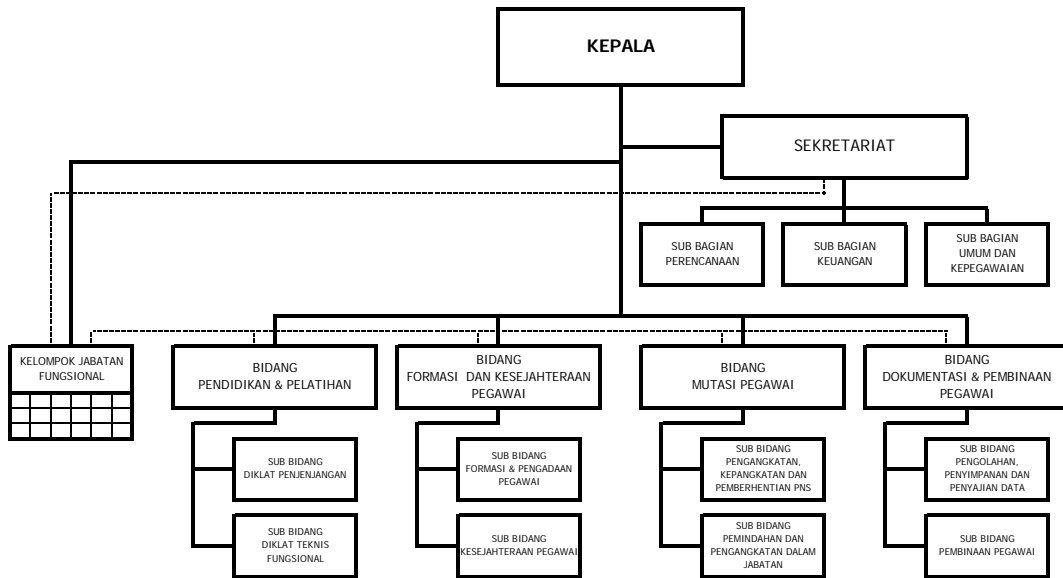 KEPALA
SEKRETARIAT
SUB BAGIAN
PERENCANAAN
SUB BAGIAN
KEUANGAN
SUB BAGIAN
UMUM DAN
KEPEGAWAIAN
KELOMPOK JABATAN
FUNGSIONAL
BIDANG
PENDIDIKAN & PELATIHAN
BIDANG
FORMASI DAN KESEJAHTERAAN
PEGAWAI
BIDANG
MUTASI PEGAWAI
BIDANG
DOKUMENTASI & PEMBINAAN
PEGAWAI
SUB BIDANG
DIKLAT PENJENJANGAN
SUB BIDANG
FORMASI & PENGADAAN
PEGAWAI
SUB BIDANG
PENGANGKATAN,
KEPANGKATAN DAN
PEMBERHENTIAN PNS
SUB BIDANG
PENGOLAHAN,
PENYIMPANAN DAN
PENYAJIAN DATA
SUB BIDANG
DIKLAT TEKNIS
FUNGSIONAL
SUB BIDANG
KESEJAHTERAAN PEGAWAI
SUB BIDANG
PEMINDAHAN DAN
PENGANGKATAN DALAM
JABATAN
SUB BIDANG
PEMBINAAN PEGAWAI